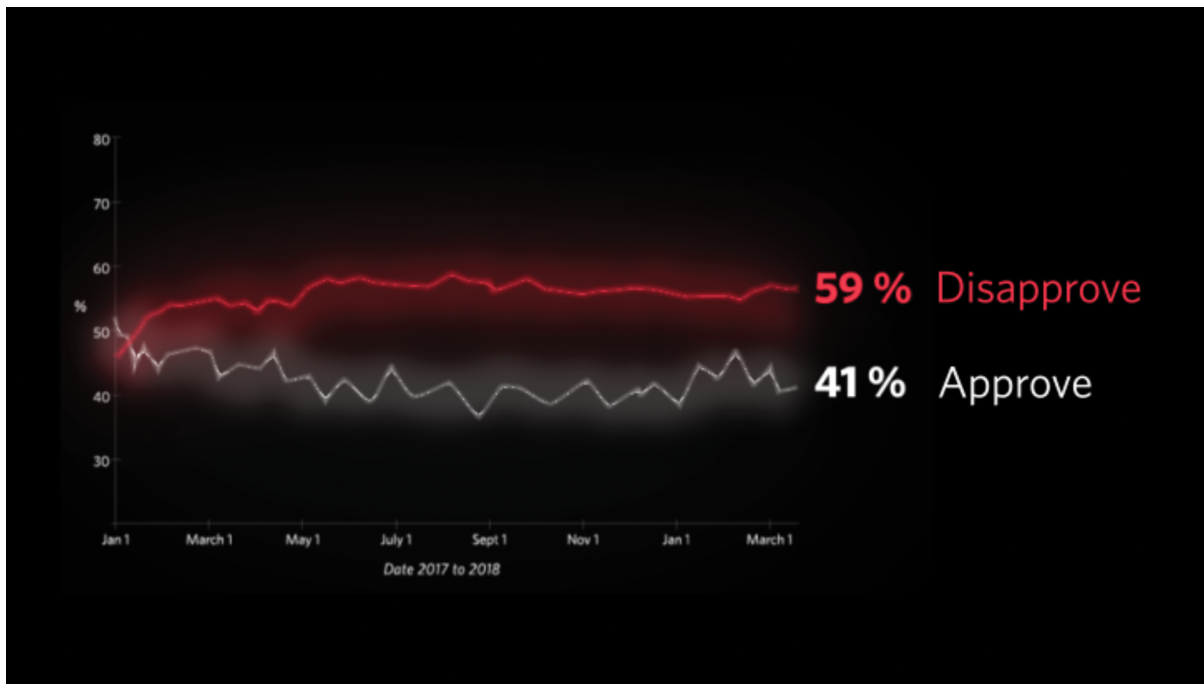 80
70
60
%
50
40
30
Jan 1 March 1 May 1 July 1 Sept 1 Nov 1 Jan 1 March 1
Date 2017 to 2018
59 % Disapprove
41 % Approve